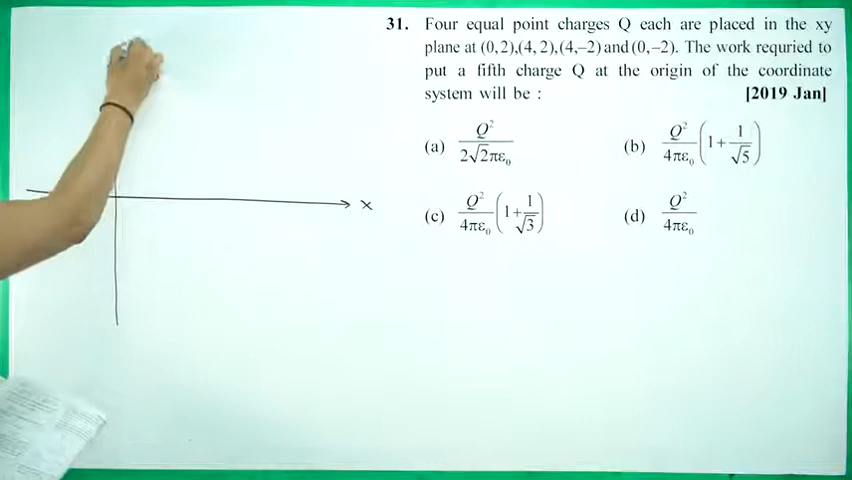 31. Four equal point charges Q each are placed in the xy
plane at (0,2),(4,2),(4,–2) and (0,–2). The work requried to
put a fifth charge Q at the origin of the coordinate
system will be : [2019 Jan]
(a) Q²/(2√2πε₀) (b) Q²/(4πε₀)(1+1/√5)
(c) Q²/(4πε₀)(1+1/√3) (d) Q²/(4πε₀)
x